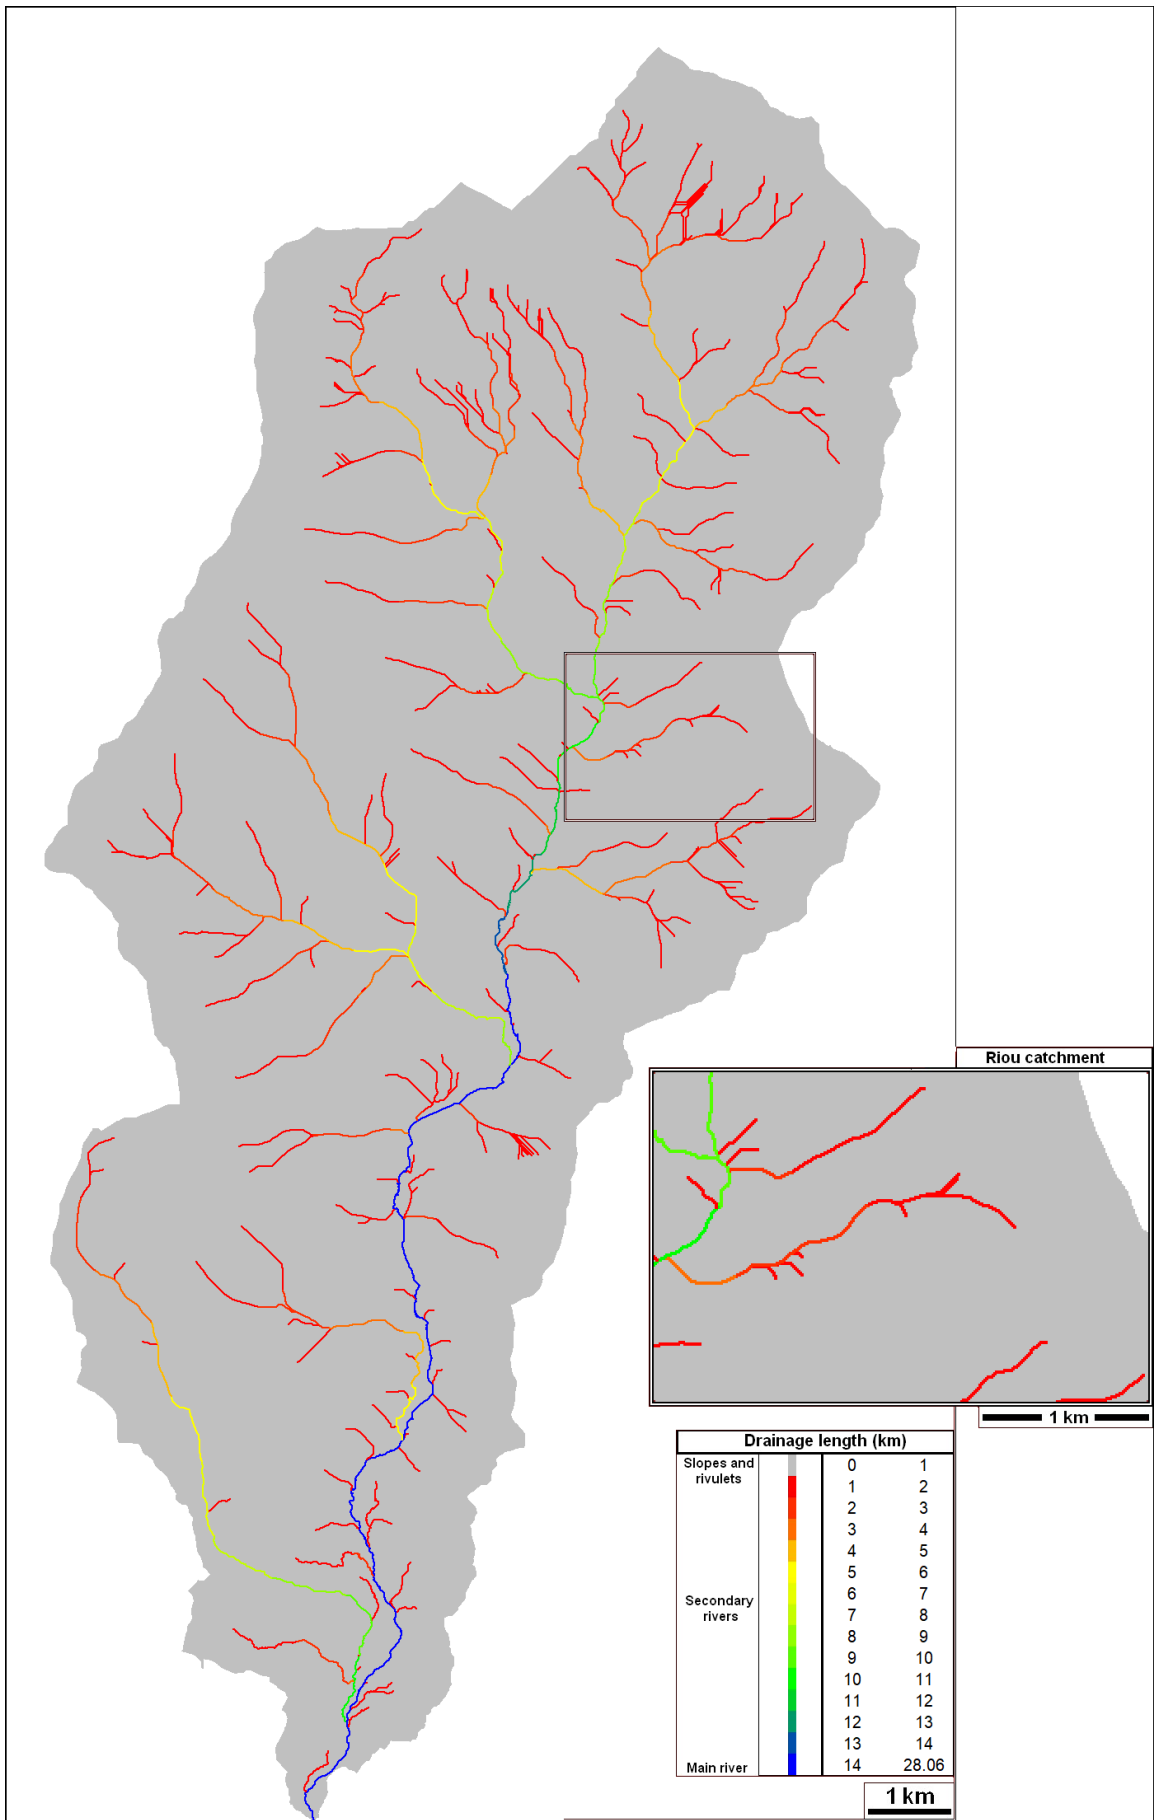 Riou catchment
1 km
Drainage length (km)
Slopes and
rivulets
0 1
1 2
2 3
3 4
4 5
5 6
6 7
Secondary
rivers
7 8
8 9
9 10
10 11
11 12
12 13
13 14
Main river
14 28.06
1 km